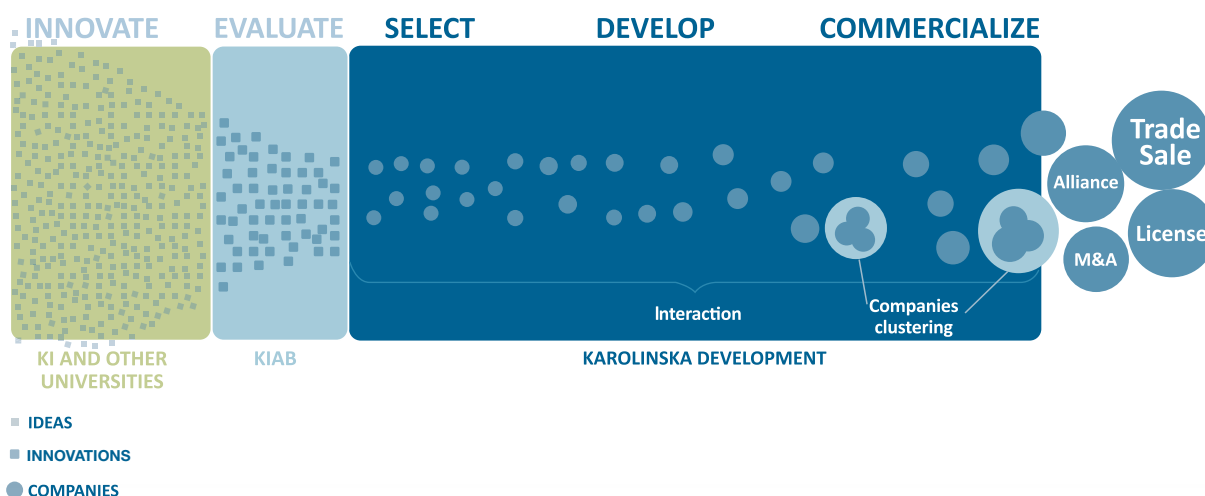 INNOVATE
EVALUATE
SELECT
DEVELOP
COMMERCIALIZE
Trade
Sale
Alliance
License
M&A
Interaction
Companies
clustering
KI AND OTHER
UNIVERSITIES
KIAB
KAROLINSKA DEVELOPMENT
IDEAS
INNOVATIONS
COMPANIES